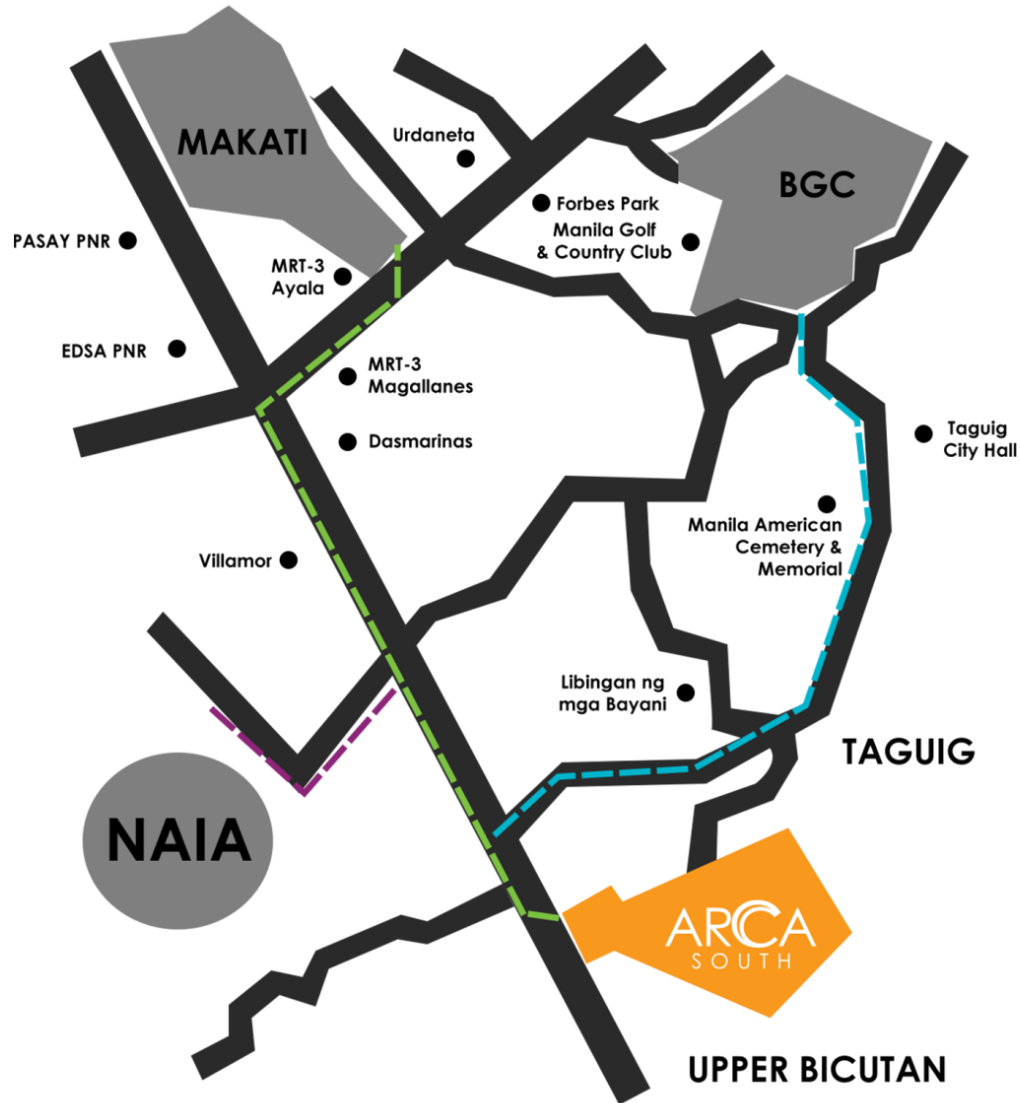 MAKATI
Urdaneta
BGC
Forbes Park
Manila Golf
& Country Club
PASAY PNR
MRT-3
Ayala
EDSA PNR
MRT-3
Magallanes
Dasmarinas
Taguig
City Hall
Manila American
Cemetery &
Memorial
Villamor
Libingan ng
mga Bayani
TAGUIG
NAIA
ARCA
SOUTH
UPPER BICUTAN